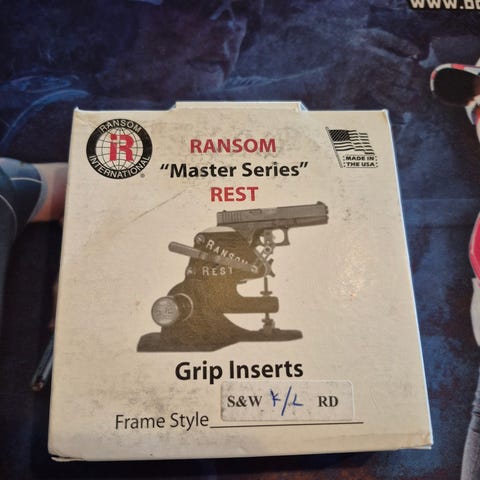 RANSOM
INTERNATIONAL
R
®
RANSOM
"Master Series"
REST
MADE IN
THE USA
RANSOM
REST
Grip Inserts
S&W K/L RD
Frame Style